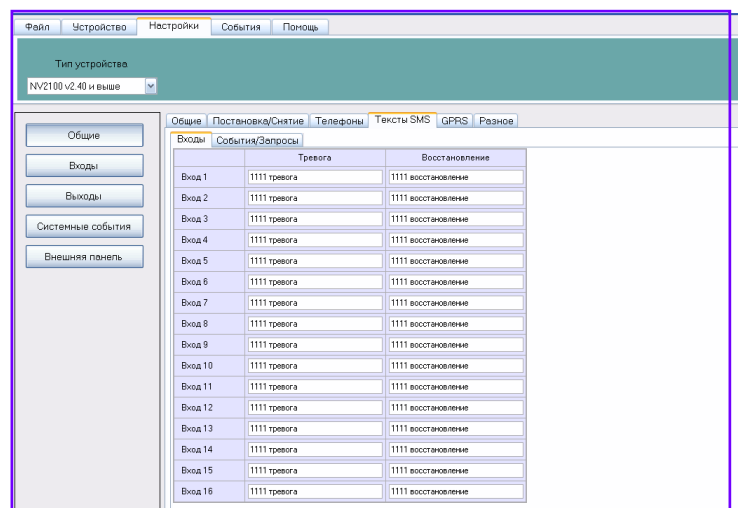 Файл Устройство Настройки События Помощь
Тип устройства
NV2100 v2.40 и выше
Общие Постановка/Снятие Телефоны Тексты SMS GPRS Разное
Общие
Входы События/Запросы
Входы
Выходы
Системные события
Внешняя панель
Тревога Восстановление
Вход 1 1111 тревога 1111 восстановление
Вход 2 1111 тревога 1111 восстановление
Вход 3 1111 тревога 1111 восстановление
Вход 4 1111 тревога 1111 восстановление
Вход 5 1111 тревога 1111 восстановление
Вход 6 1111 тревога 1111 восстановление
Вход 7 1111 тревога 1111 восстановление
Вход 8 1111 тревога 1111 восстановление
Вход 9 1111 тревога 1111 восстановление
Вход 10 1111 тревога 1111 восстановление
Вход 11 1111 тревога 1111 восстановление
Вход 12 1111 тревога 1111 восстановление
Вход 13 1111 тревога 1111 восстановление
Вход 14 1111 тревога 1111 восстановление
Вход 15 1111 тревога 1111 восстановление
Вход 16 1111 тревога 1111 восстановление